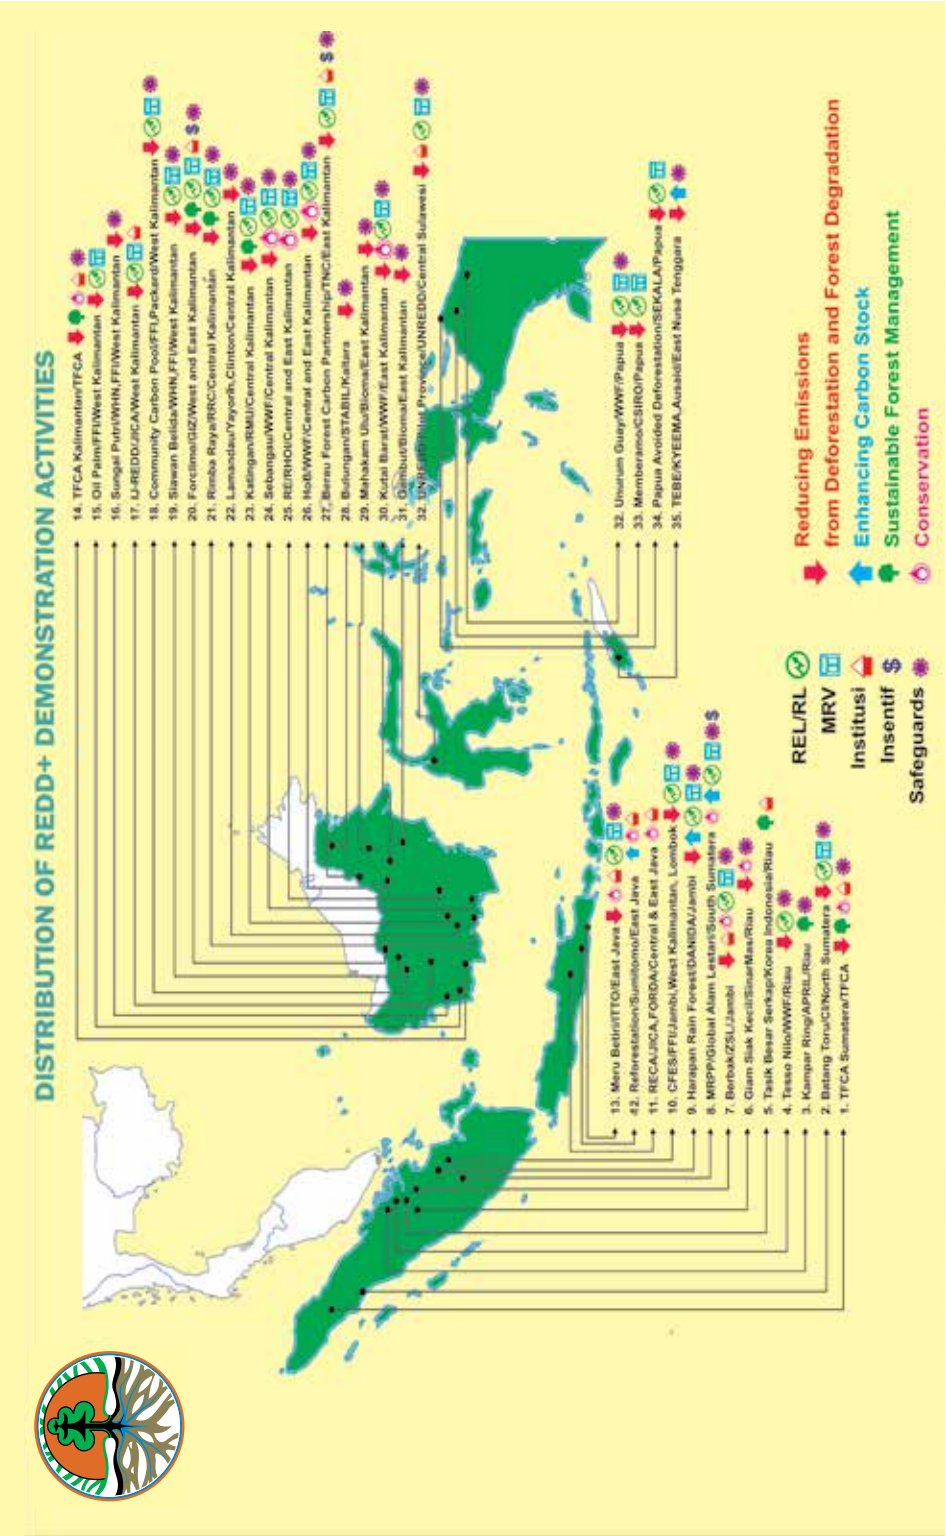 DISTRIBUTION OF REDD+ DEMONSTRATION ACTIVITIES
14. TFCA Kalimantan/TFCA
15. Oil Palm/FFI/West Kalimantan
16. Sungai Putri/WHN,FFI/West Kalimantan
17. IJ-REDD/JICA/West Kalimantan
18. Community Carbon Pool/FFI,Packard/West Kalimantan
19. Siawan Belida/WHN,FFI/West Kalimantan
20. Forclime/GIZ/West and East Kalimantan
21. Rimba Raya/RRC/Central Kalimantan
22. Lamandau/Yayorin,Clinton/Central Kalimantan
23. Katingan/RMU/Central Kalimantan
24. Sebangau/WWF/Central Kalimantan
25. RE/RHOI/Central and East Kalimantan
26. HoB/WWF/Central and East Kalimantan
27. Berau Forest Carbon Partnership/TNC/East Kalimantan
28. Bulungan/STABIL/Kaltara
29. Mahakam Ulu/Bioma/East Kalimantan
30. Kutai Barat/WWF/East Kalimantan
31. Gambut/Bioma/East Kalimantan
32. UNREDD Pilot Province/UNREDD/Central Sulawesi
32. Unurum Guay/WWF/Papua
33. Memberamo/CSIRO/Papua
34. Papua Avoided Deforestation/SEKALA/Papua
35. TEBE/KYEEMA,Ausaid/East Nusa Tenggara
13. Meru Betiri/ITTO/East Java
12. Reforestation/Sumitomo/East Java
11. RECA/JICA,FORDA/Central & East Java
10. CFES/FFI/Jambi,West Kalimantan, Lombok
9. Harapan Rain Forest/DANIDA/Jambi
8. MRPP/Global Alam Lestari/South Sumatera
7. Berbak/ZSL/Jambi
6. Giam Siak Kecil/SinarMas/Riau
5. Tasik Besar Serkap/Korea Indonesia/Riau
4. Tesso Nilo/WWF/Riau
3. Kampar Ring/APRIL/Riau
2. Batang Toru/CI/North Sumatera
1. TFCA Sumatera/TFCA
REL/RL
MRV
Institusi
Insentif $
Safeguards
Reducing Emissions
from Deforestation and Forest Degradation
Enhancing Carbon Stock
Sustainable Forest Management
Conservation